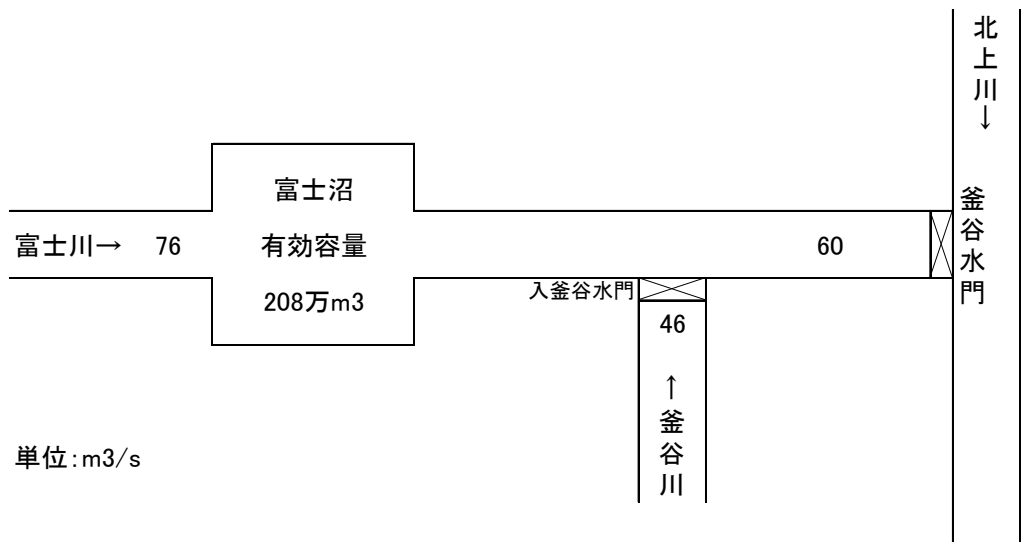 北上川↓
富士沼
富士川→ 76
有効容量
60
釜谷水門
208万m3
入釜谷水門
46
↑釜谷川
単位:m3/s